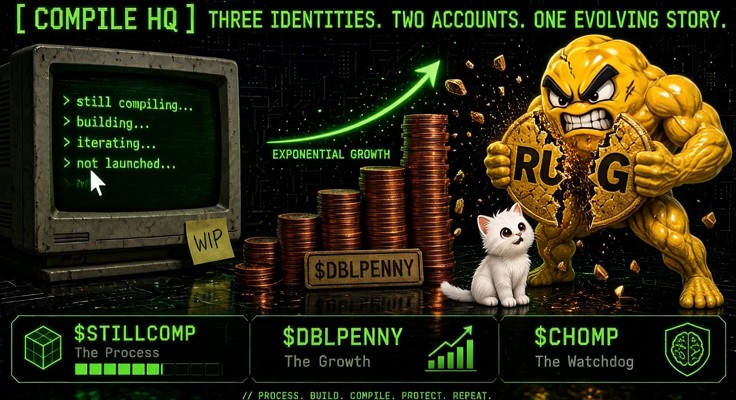 [ COMPILE HQ ] THREE IDENTITIES. TWO ACCOUNTS. ONE EVOLVING STORY.
> still compiling...
> building...
> iterating...
> not launched...
WIP
EXPONENTIAL GROWTH
$DBLPENNY
RUG
$STILLCOMP
The Process
$DBLPENNY
The Growth
$CHOMP
The Watchdog
// PROCESS. BUILD. COMPILE. PROTECT. REPEAT.